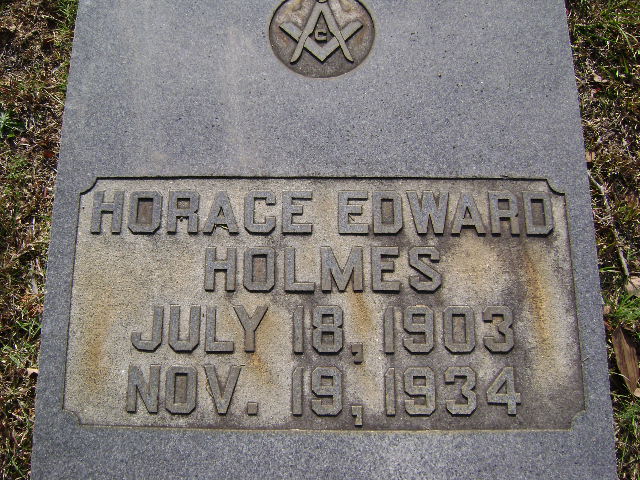 G
HORACE EDWARD
HOLMES
JULY 18, 1903
NOV. 19, 1934